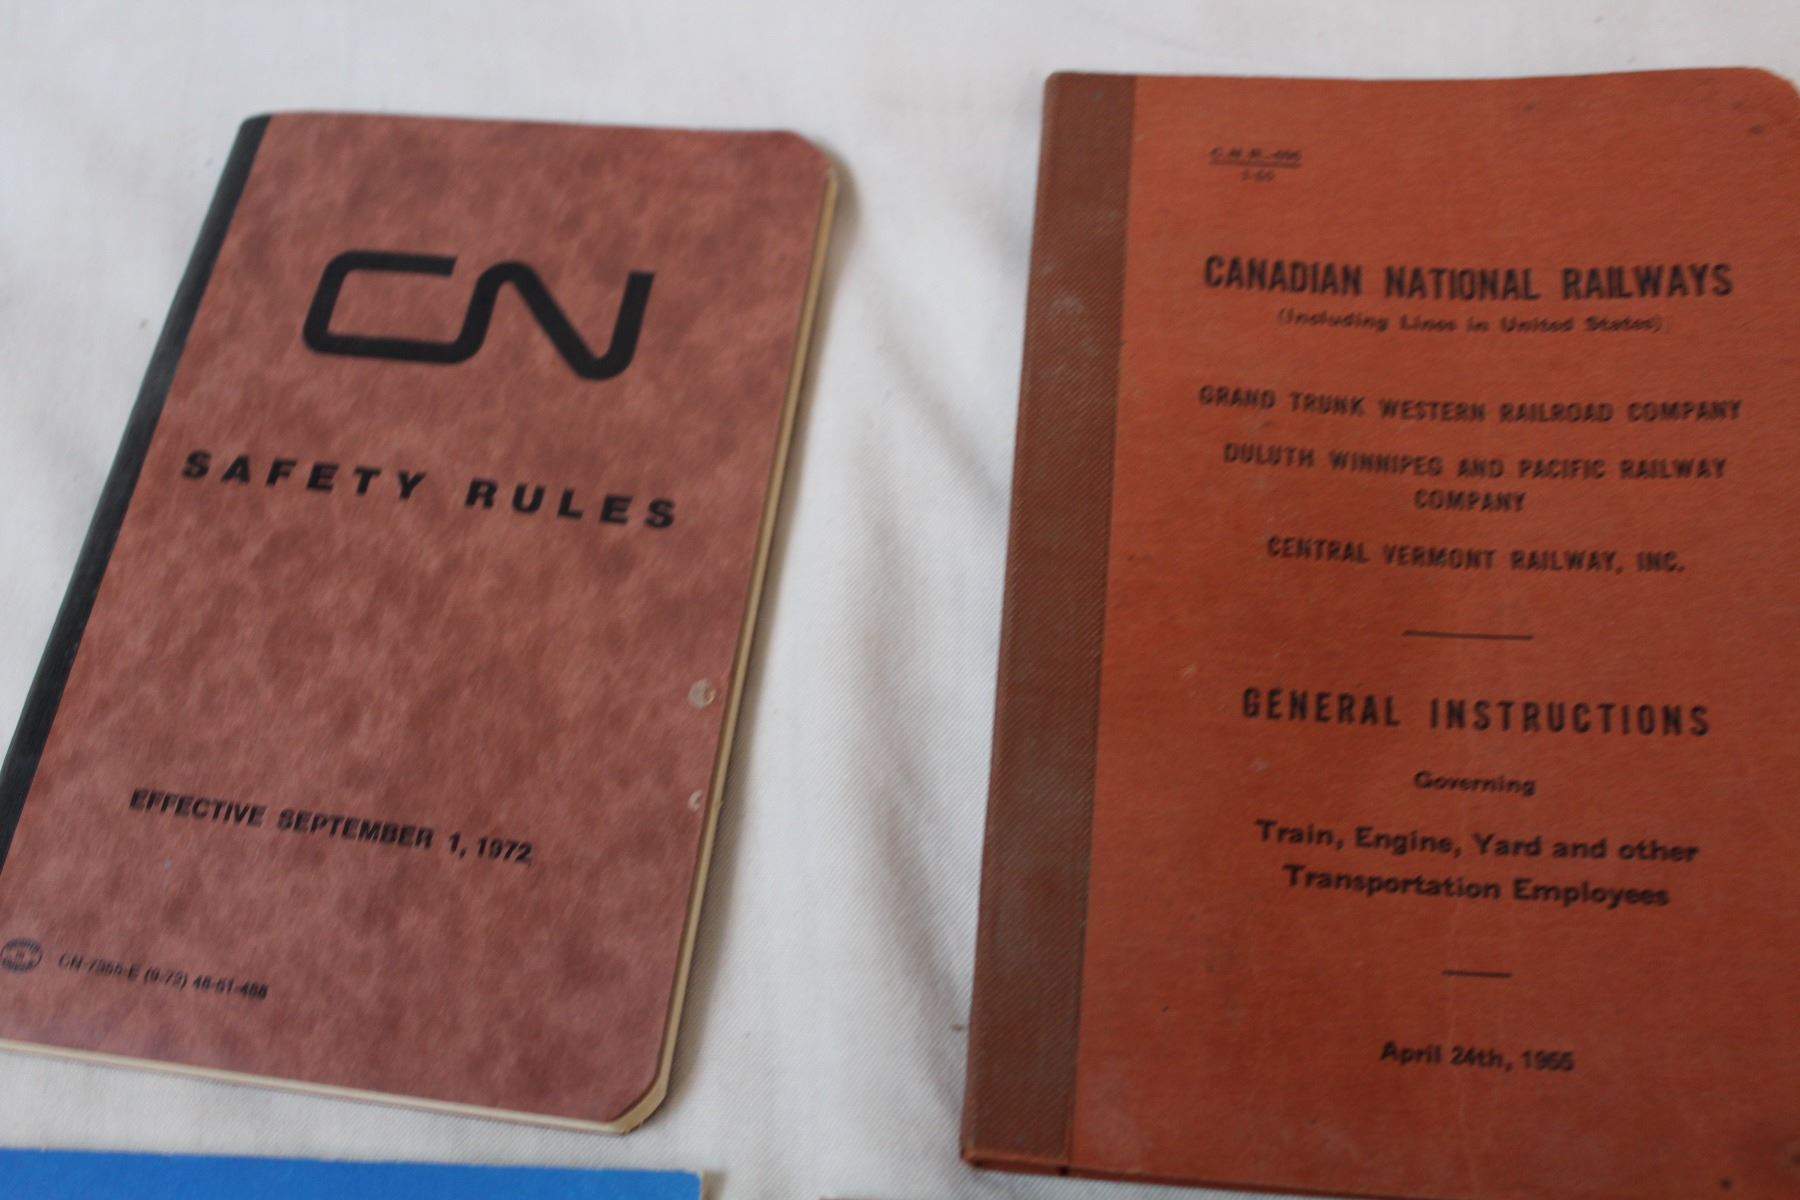 CN
SAFETY RULES
EFFECTIVE SEPTEMBER 1, 1972
CANADIAN NATIONAL RAILWAYS
(Including Lines in United States)
GRAND TRUNK WESTERN RAILROAD COMPANY
DULUTH WINNIPEG AND PACIFIC RAILWAY
COMPANY
CENTRAL VERMONT RAILWAY, INC.
GENERAL INSTRUCTIONS
Governing
Train, Engine, Yard and other
Transportation Employees
April 24th, 1955